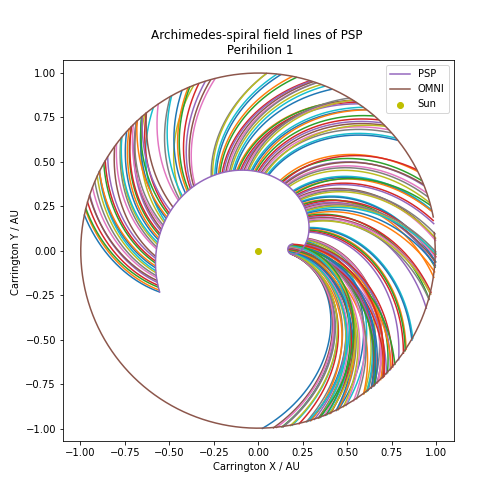 Archimedes-spiral field lines of PSP
Perihilion 1
PSP
OMNI
Sun
Carrington Y / AU
1.00
0.75
0.50
0.25
0.00
−0.25
−0.50
−0.75
−1.00
−1.00 −0.75 −0.50 −0.25 0.00 0.25 0.50 0.75 1.00
Carrington X / AU